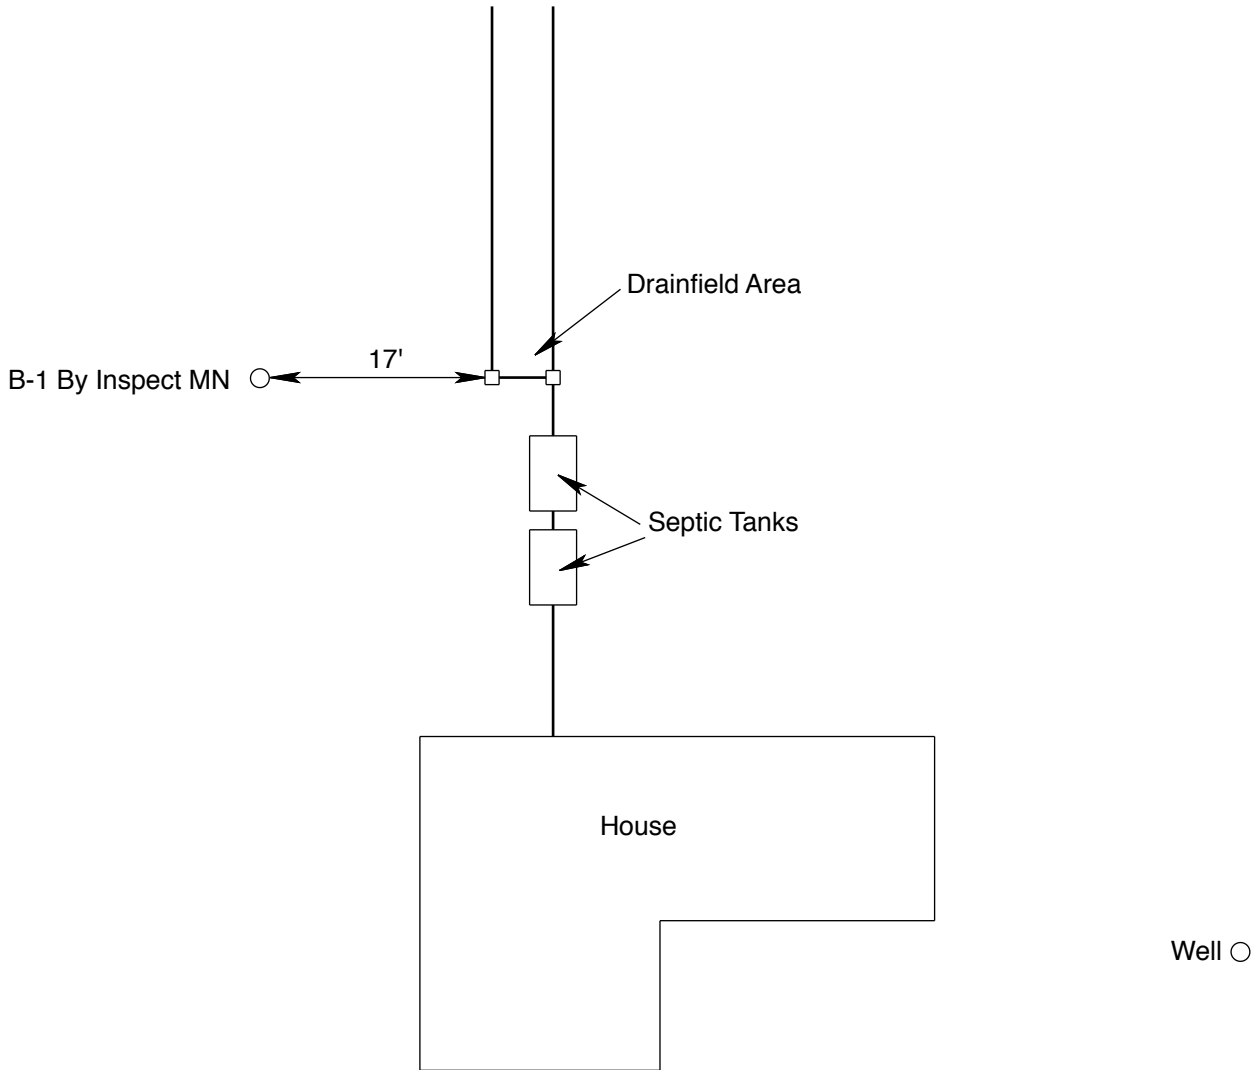 Drainfield Area
17'
B-1 By Inspect MN
Septic Tanks
House
Well